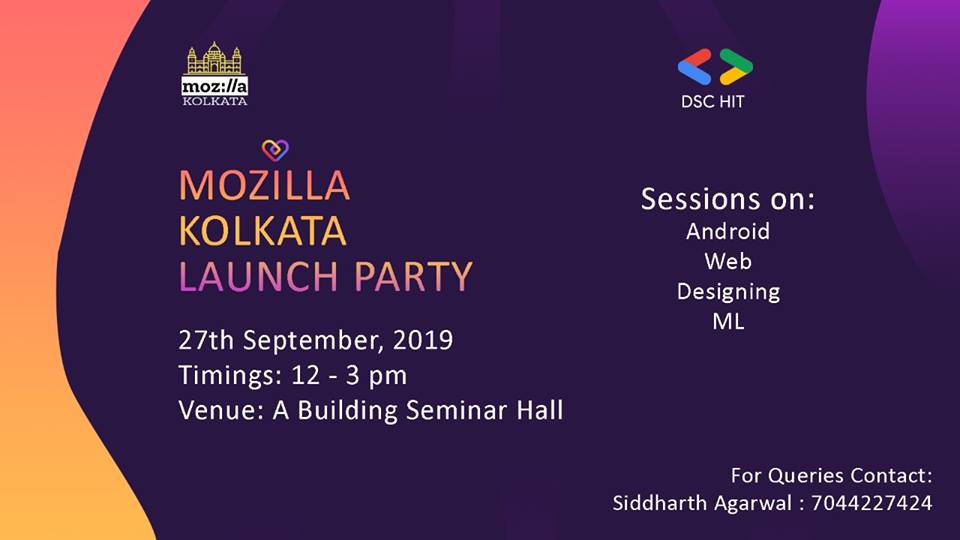 moz://a
KOLKATA
DSC HIT
MOZILLA
KOLKATA
LAUNCH PARTY
27th September, 2019
Timings: 12 - 3 pm
Venue: A Building Seminar Hall
Sessions on:
Android
Web
Designing
ML
For Queries Contact:
Siddharth Agarwal : 7044227424